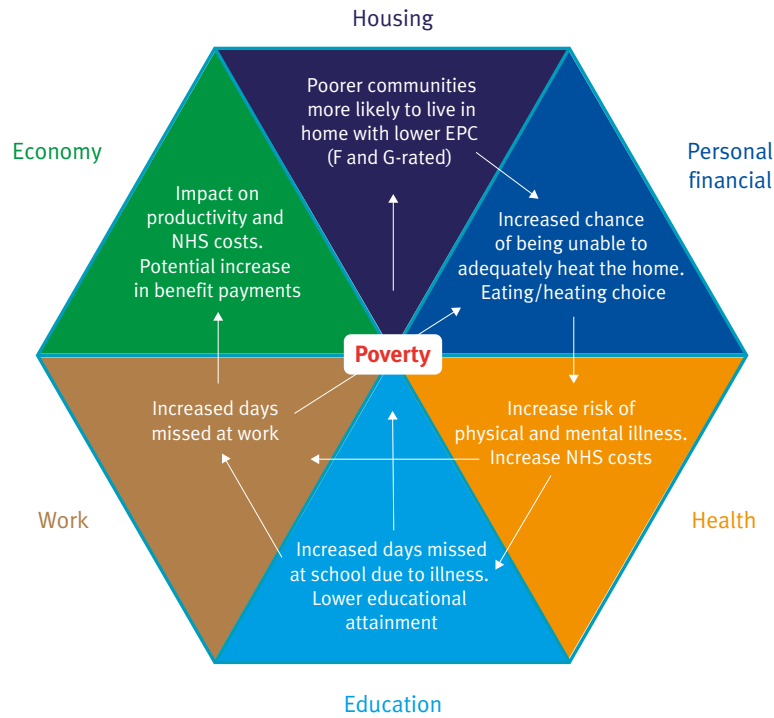 Housing
Poorer communities
more likely to live in
home with lower EPC
(F and G-rated)
Economy
Personal
financial
Impact on
productivity and
NHS costs.
Potential increase
in benefit payments
Increased chance
of being unable to
adequately heat the home.
Eating/heating choice
Poverty
Increased days
missed at work
Increase risk of
physical and mental illness.
Increase NHS costs
Work
Health
Increased days missed
at school due to illness.
Lower educational
attainment
Education